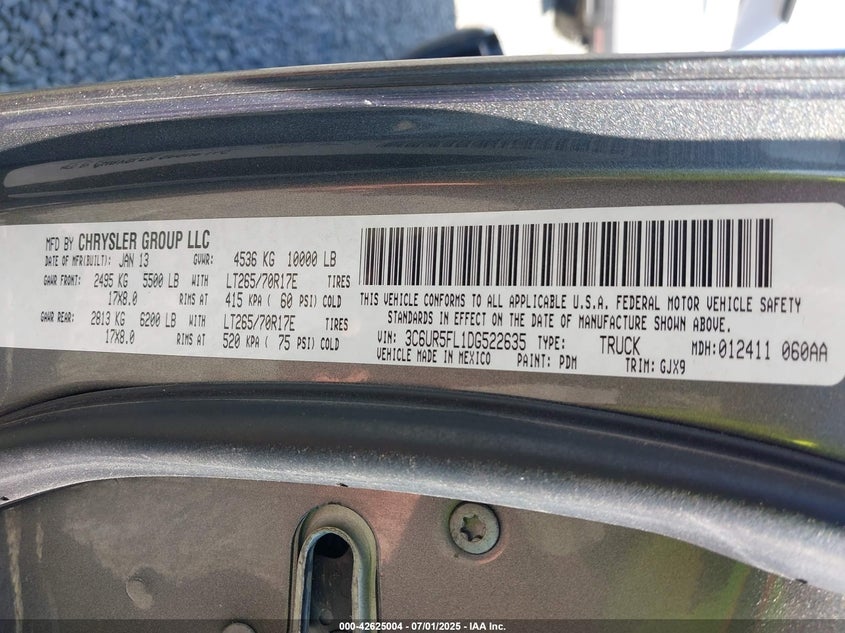 MFD BY CHRYSLER GROUP LLC
DATE OF MFR(BUILT): JAN 13 GVWR: 4536 KG 10000 LB
GAWR FRONT: 2495 KG 5500 LB WITH LT265/70R17E TIRES
17X8.0 RIMS AT 415 KPA ( 60 PSI) COLD
GAWR REAR: 2813 KG 6200 LB WITH LT265/70R17E TIRES
17X8.0 RIMS AT 520 KPA ( 75 PSI) COLD
THIS VEHICLE CONFORMS TO ALL APPLICABLE U.S.A. FEDERAL MOTOR VEHICLE SAFETY
STANDARDS IN EFFECT ON THE DATE OF MANUFACTURE SHOWN ABOVE.
VIN: 3C6UR5FL1DG522635 TYPE: TRUCK MDH:012411 060AA
VEHICLE MADE IN MEXICO PAINT: PDM TRIM: GJX9
000-42625004 / 07/01/2025 - IAA Inc.